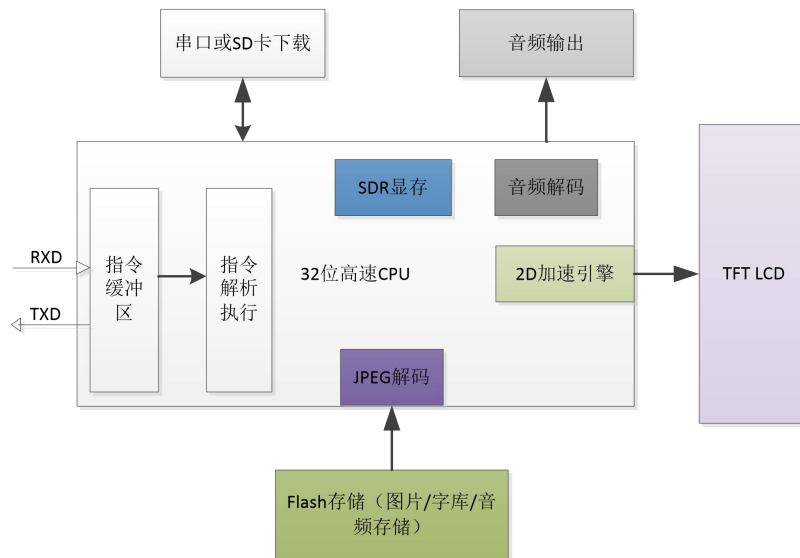 串口或SD卡下载
音频输出
SDR显存
音频解码
RXD
TXD
指令
缓冲
区
指令
解析
执行
32位高速CPU
2D加速引擎
TFT LCD
JPEG解码
Flash存储（图片/字库/音
频存储）